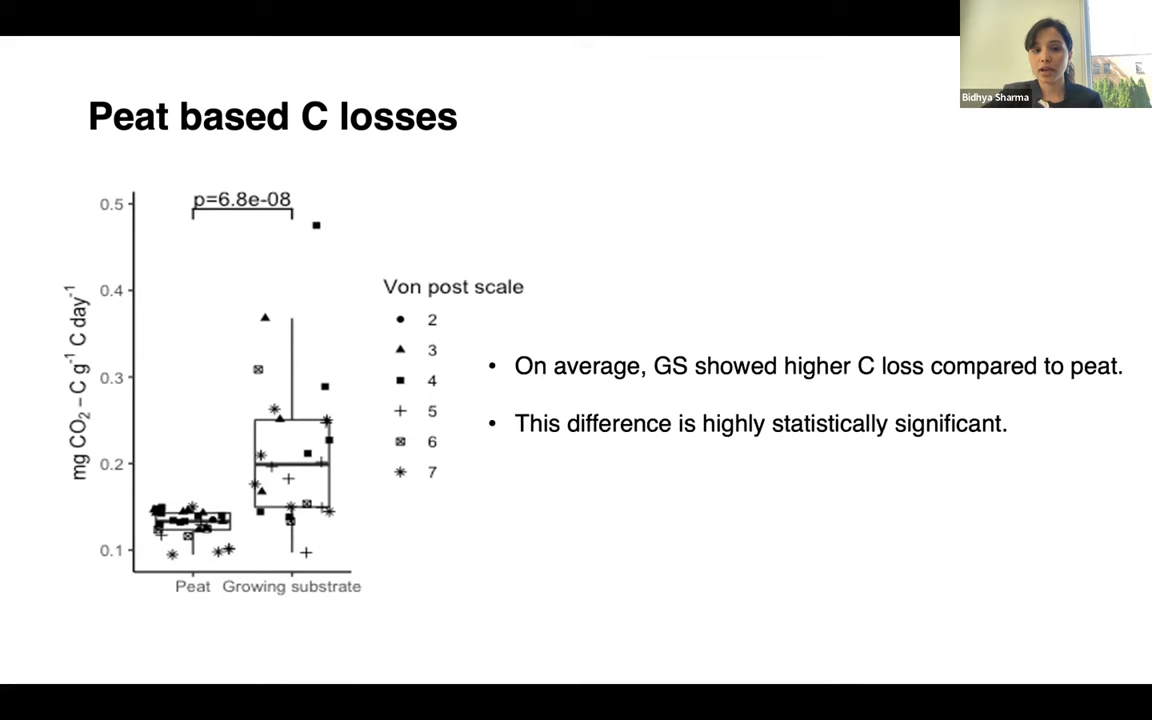 Bidhya Sharma
Peat based C losses
p=6.8e-08
0.5
0.4
0.3
0.2
0.1
mg CO2 – C g-1 C day-1
Peat
Growing substrate
Von post scale
2
3
4
5
6
7
• On average, GS showed higher C loss compared to peat.
• This difference is highly statistically significant.